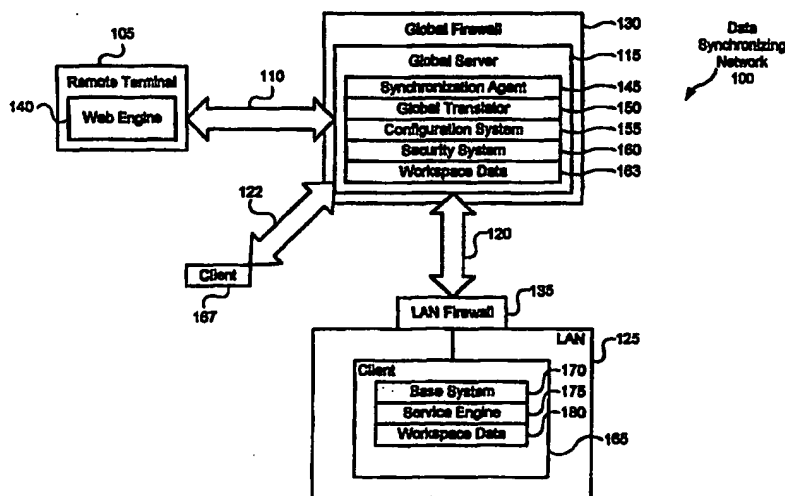 105
Remote Terminal
140
Web Engine
110
Global Firewall
130
Global Server
115
Synchronization Agent
145
Global Translator
150
Configuration System
155
Security System
160
Workspace Data
163
Data
Synchronizing
Network
100
122
Client
167
120
LAN Firewall
135
LAN
125
Client
Base System
170
Service Engine
175
Workspace Data
180
165